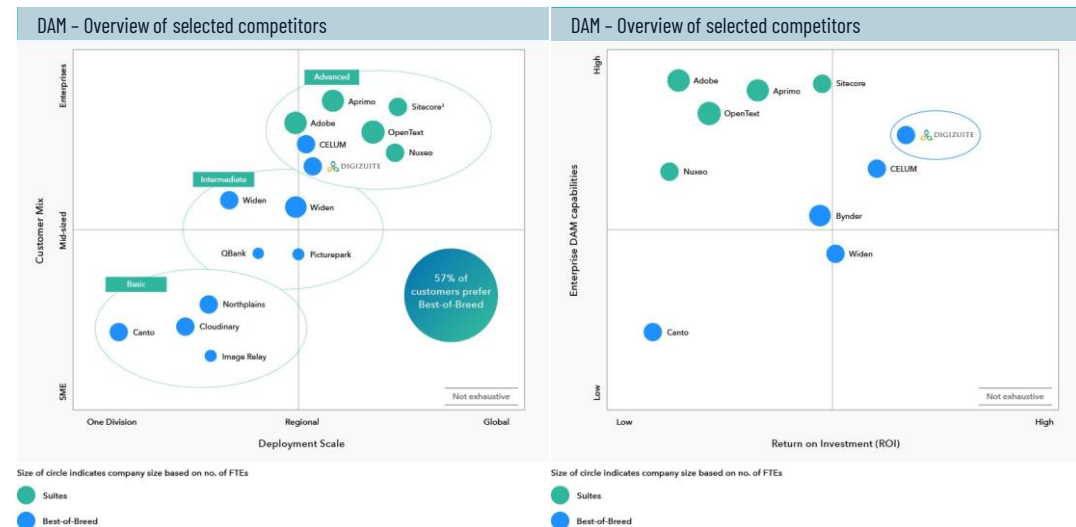 DAM – Overview of selected competitors
Enterprises
Mid-sized
SME
Customer Mix
Advanced
Aprimo
Sitecore³
Adobe
OpenText
CELUM
Nuxeo
DIGIZUITE
Intermediate
Widen
Widen
QBank
Picturepark
57% of
customers prefer
Best-of-Breed
Basic
Northplains
Canto
Cloudinary
Image Relay
Not exhaustive
One Division
Regional
Global
Deployment Scale
Size of circle indicates company size based on no. of FTEs
Suites
Best-of-Breed
DAM – Overview of selected competitors
High
Low
Enterprise DAM capabilities
Adobe
Aprimo
Sitecore
OpenText
DIGIZUITE
Nuxeo
CELUM
Bynder
Widen
Canto
Not exhaustive
Low
High
Return on Investment (ROI)
Size of circle indicates company size based on no. of FTEs
Suites
Best-of-Breed